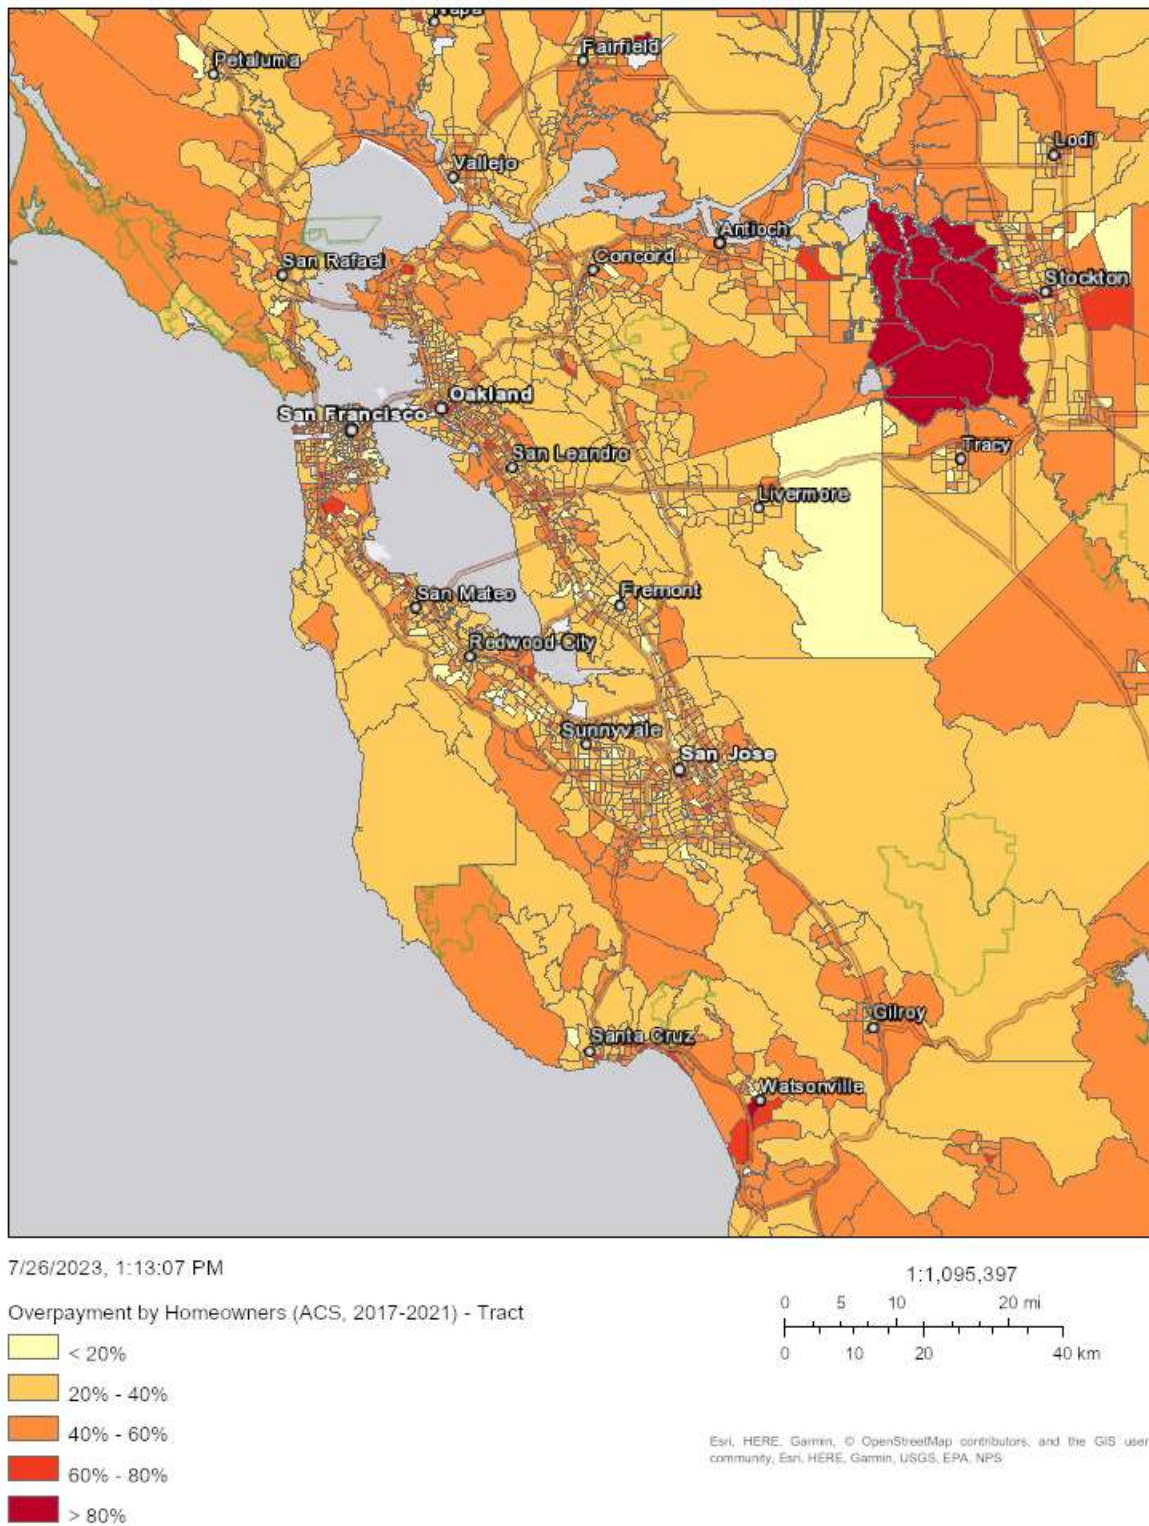 Napa
Petaluma
Fairfield
Lodi
Vallejo
Antioch
Concord
San Rafael
Stockton
Oakland
San Francisco
San Leandro
Tracy
Livermore
San Mateo
Fremont
Redwood City
Sunnyvale
San Jose
Gilroy
Santa Cruz
Watsonville
7/26/2023, 1:13:07 PM
1:1,095,397
0 5 10 20 mi
0 10 20 40 km
Overpayment by Homeowners (ACS, 2017-2021) - Tract
< 20%
20% - 40%
40% - 60%
60% - 80%
> 80%
Esri, HERE, Garmin, © OpenStreetMap contributors, and the GIS user
community, Esri, HERE, Garmin, USGS, EPA, NPS